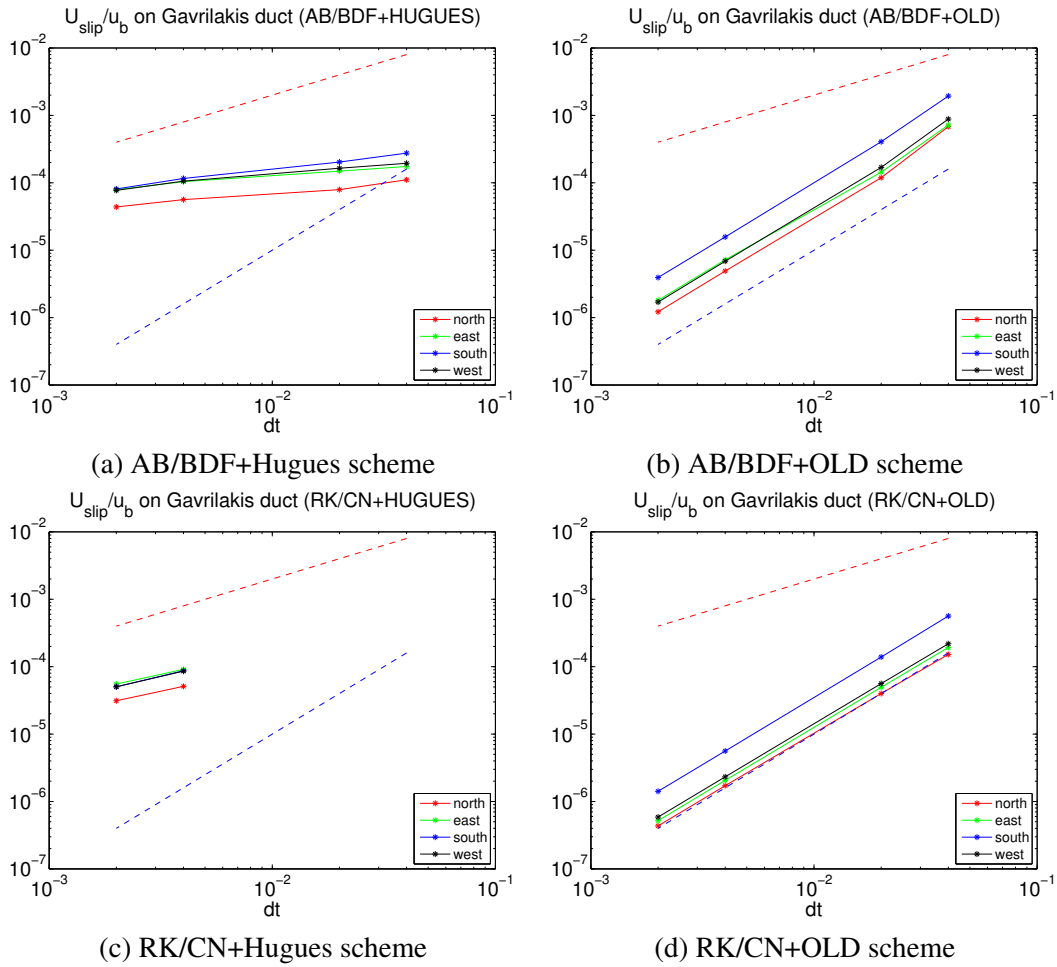 U_slip/u_b on Gavrilakis duct (AB/BDF+HUGUES)
10^-2
10^-3
10^-4
10^-5
10^-6
10^-7
10^-3
10^-2
10^-1
dt
north
east
south
west
(a) AB/BDF+Hugues scheme
U_slip/u_b on Gavrilakis duct (AB/BDF+OLD)
10^-2
10^-3
10^-4
10^-5
10^-6
10^-7
10^-3
10^-2
10^-1
dt
north
east
south
west
(b) AB/BDF+OLD scheme
U_slip/u_b on Gavrilakis duct (RK/CN+HUGUES)
10^-2
10^-3
10^-4
10^-5
10^-6
10^-7
10^-3
10^-2
10^-1
dt
north
east
south
west
(c) RK/CN+Hugues scheme
U_slip/u_b on Gavrilakis duct (RK/CN+OLD)
10^-2
10^-3
10^-4
10^-5
10^-6
10^-7
10^-3
10^-2
10^-1
dt
north
east
south
west
(d) RK/CN+OLD scheme